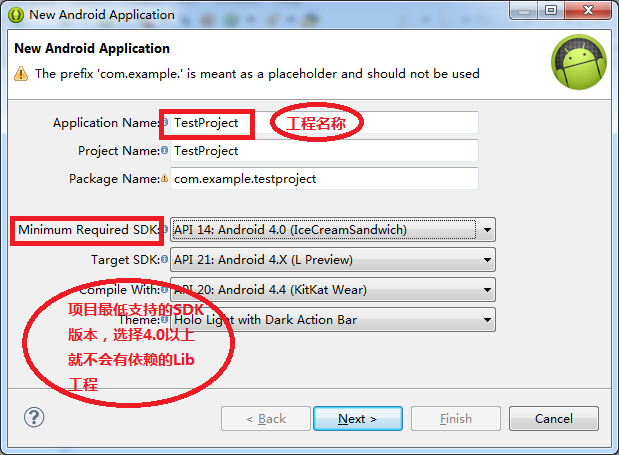 New Android Application
New Android Application
The prefix 'com.example.' is meant as a placeholder and should not be used
Application Name: TestProject
工程名称
Project Name: TestProject
Package Name: com.example.testproject
Minimum Required SDK: API 14: Android 4.0 (IceCreamSandwich)
Target SDK: API 21: Android 4.X (L Preview)
Compile With: API 20: Android 4.4 (KitKat Wear)
Theme: Holo Light with Dark Action Bar
项目最低支持的SDK
版本，选择4.0以上
就不会有依赖的Lib
工程
?
< Back
Next >
Finish
Cancel